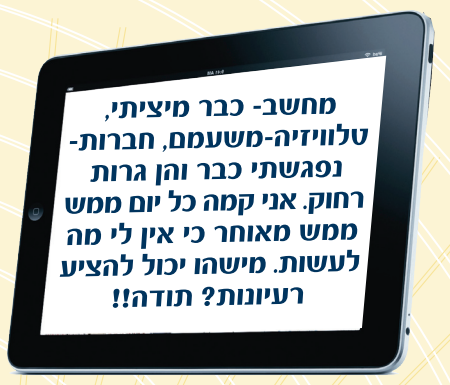 מחשב- כבר מיציתי,
טלוויזיה-משעמם, חברות-
נפגשתי כבר והן גרות
רחוק. אני קמה כל יום ממש
ממש מאוחר כי אין לי מה
לעשות. מישהו יכול להציע
רעיונות? תודה!!